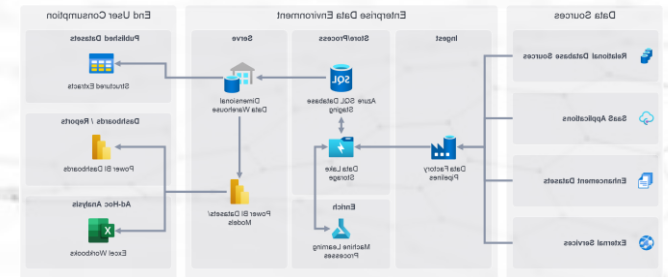 Data Sources
Enterprise Data Environment
End User Consumption
Ingest
Store/Process
Serve
Published Datasets
Relational Database Sources
SQL
Structured Extracts
Azure SQL Database
Staging
Dimensional
Data Warehouse
SaaS Applications
Dashboards / Reports
Data Factory
Pipelines
Data Lake
Storage
Power BI Dashboards
Enhancement Datasets
Enrich
Power BI Datasets/
Models
Ad-Hoc Analysis
X
External Services
Machine Learning
Processes
Excel Workbooks